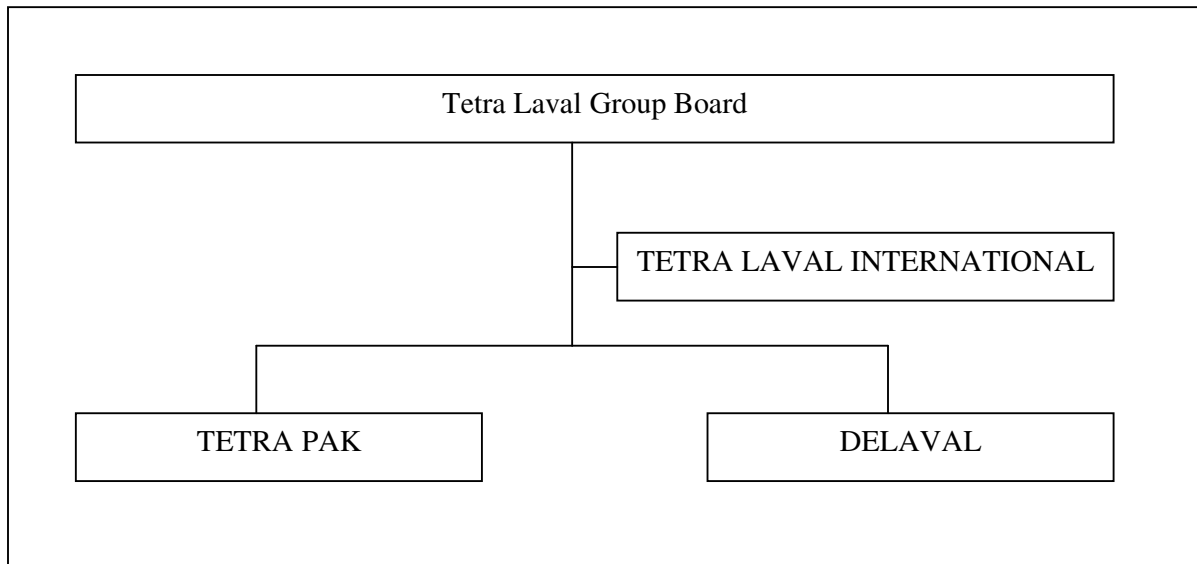 Tetra Laval Group Board
TETRA LAVAL INTERNATIONAL
TETRA PAK
DELAVAL